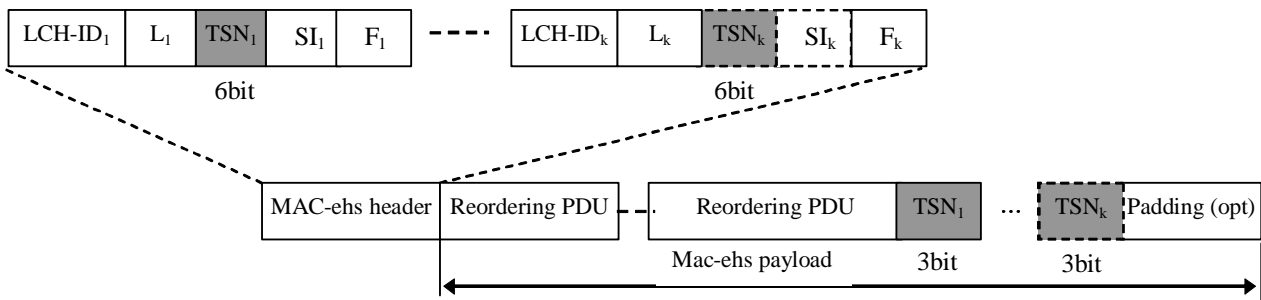 LCH-ID₁ L₁ TSN₁ SI₁ F₁ LCH-IDₖ Lₖ TSNₖ SIₖ Fₖ
6bit 6bit
MAC-ehs header Reordering PDU Reordering PDU TSN₁ ... TSNₖ Padding (opt)
Mac-ehs payload 3bit 3bit